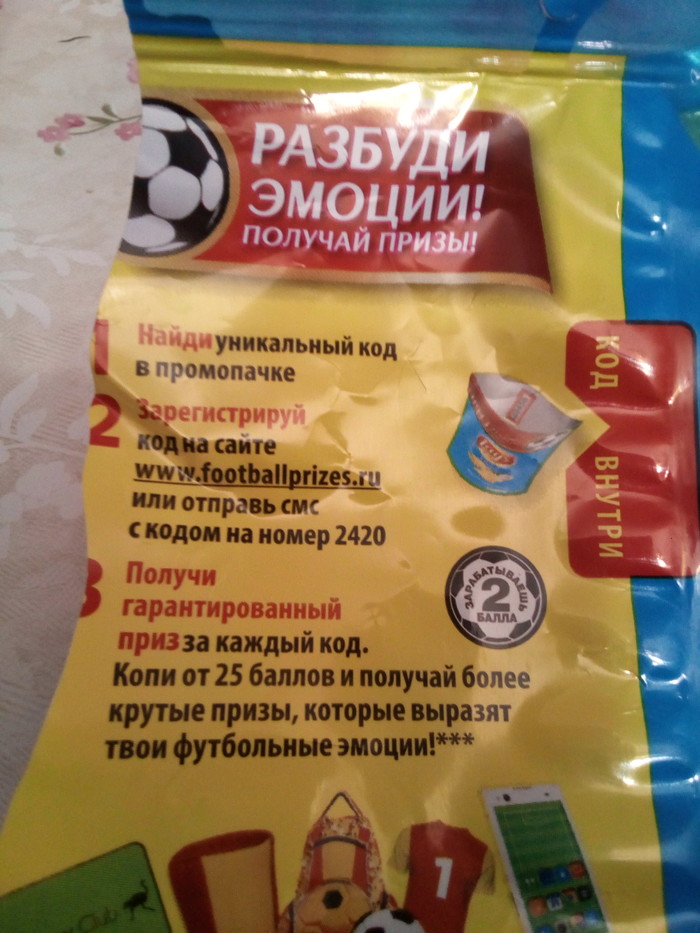 РАЗБУДИ
ЭМОЦИИ!
ПОЛУЧАЙ ПРИЗЫ!
1 Найди уникальный код
в промопачке
2 Зарегистрируй
код на сайте
www.footballprizes.ru
или отправь смс
с кодом на номер 2420
3 Получи
гарантированный
приз за каждый код.
Копи от 25 баллов и получай более
крутые призы, которые выразят
твои футбольные эмоции!***
КОД ВНУТРИ
ЗАРАБАТЫВАЕШЬ
2
БАЛЛА
1
Club